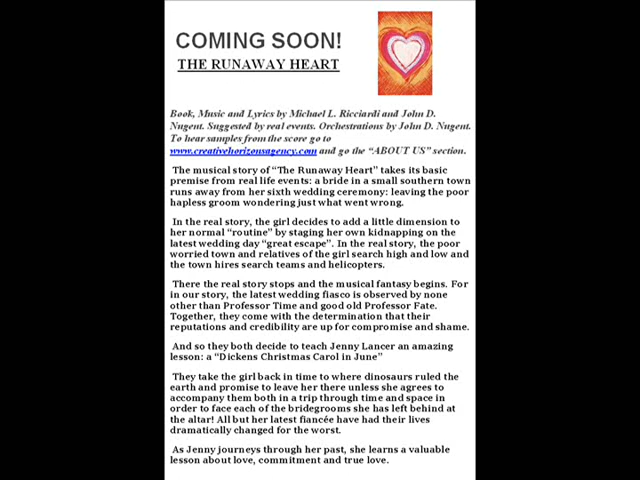 COMING SOON!
THE RUNAWAY HEART
Book, Music and Lyrics by Michael L. Ricciardi and John D.
Nugent. Suggested by real events. Orchestrations by John D. Nugent.
To hear samples from the score go to
www.creativehorizonsagency.com and go the “ABOUT US” section.
The musical story of “The Runaway Heart” takes its basic
premise from real life events: a bride in a small southern town
runs away from her sixth wedding ceremony: leaving the poor
hapless groom wondering just what went wrong.
In the real story, the girl decides to add a little dimension to
her normal “routine” by staging her own kidnapping on the
latest wedding day “great escape”. In the real story, the poor
worried town and relatives of the girl search high and low and
the town hires search teams and helicopters.
There the real story stops and the musical fantasy begins. For
in our story, the latest wedding fiasco is observed by none
other than Professor Time and good old Professor Fate.
Together, they come with the determination that their
reputations and credibility are up for compromise and shame.
And so they both decide to teach Jenny Lancer an amazing
lesson: a “Dickens Christmas Carol in June”
They take the girl back in time to where dinosaurs ruled the
earth and promise to leave her there unless she agrees to
accompany them both in a trip through time and space in
order to face each of the bridegrooms she has left behind at
the altar! All but her latest fiancée have had their lives
dramatically changed for the worst.
As Jenny journeys through her past, she learns a valuable
lesson about love, commitment and true love.